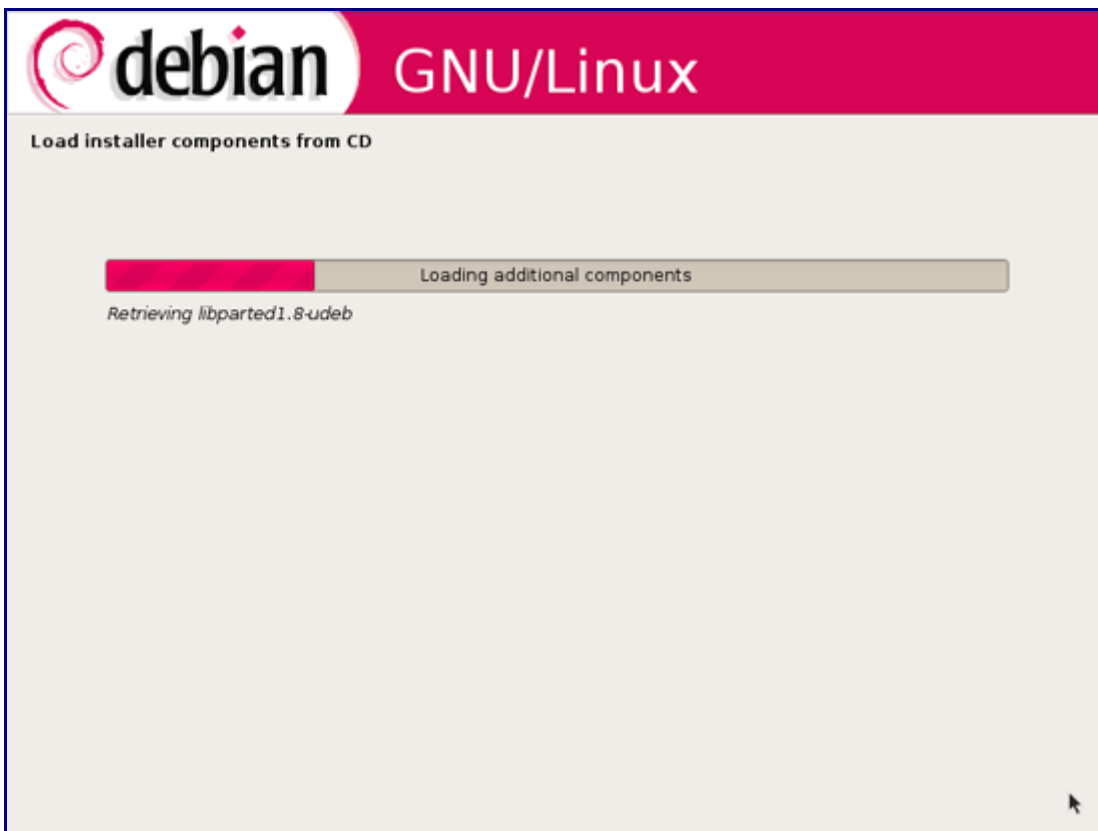 debian GNU/Linux
Load installer components from CD
Loading additional components
Retrieving libparted1.8-udeb